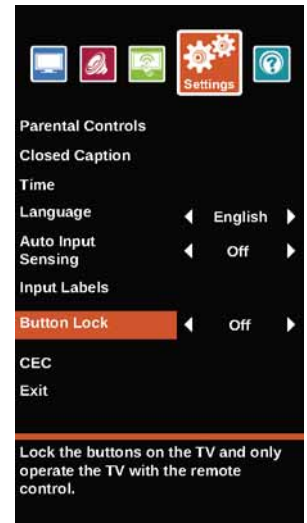 Settings
Parental Controls
Closed Caption
Time
Language English
Auto Input
Sensing Off
Input Labels
Button Lock Off
CEC
Exit
Lock the buttons on the TV and only
operate the TV with the remote
control.